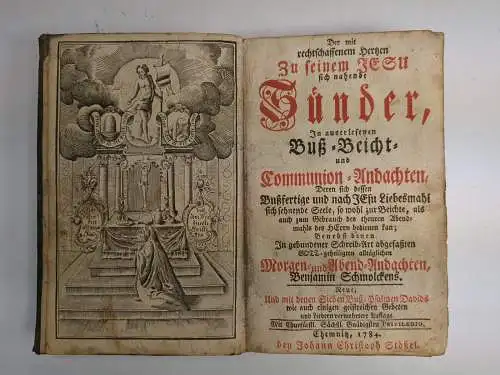 Der mit
rechtschaffenem Hertzen
Zu seinem JESU
sich nahende
Sünder,
In auserlesenen
Buß-Beicht-
und
Communion-Andachten,
Deren sich dessen
Bußfertige und nach JEsu Liebesmahl
sich sehnende Seele, so wohl zur Beichte, als
auch zum Gebrauch des theuren Abend-
mahls des HErrn bedienen kan;
Benebst denen
In gebundener Schreib-Art abgefaßten
GOTT-geheiligten alltäglichen
Morgen- und Abend-Andachten,
Benjamin Schmolckens.
Neue,
Und mit denen Sieben Buß-Psalmen Davids
wie auch einigen geistreichen Gebeten
und Liedern vermehrete Auflage.
Mit Churfürstl. Sächs. Gnädigsten PRIVILEGIO.
Chemnitz, 1784.
bey Johann Christoph Stößel.